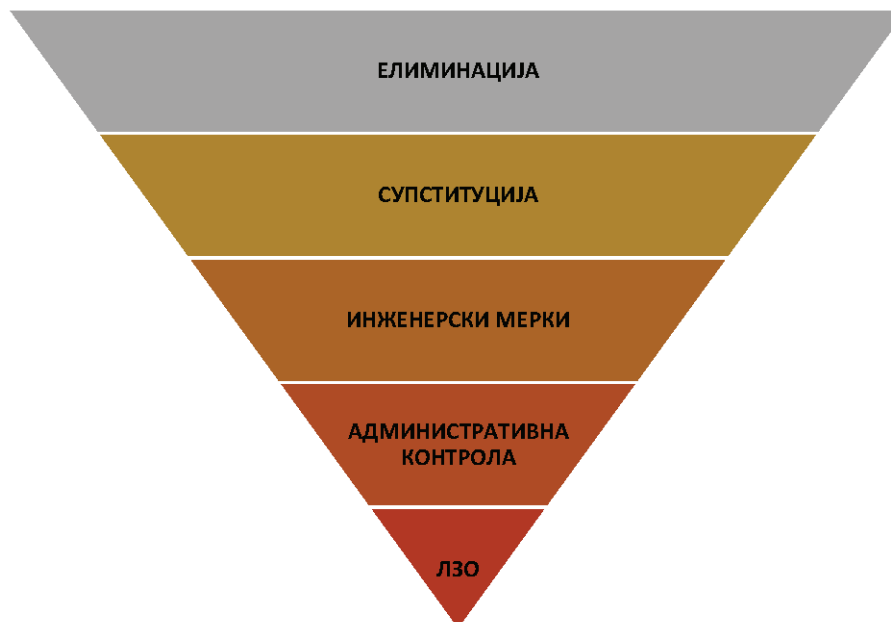 ЕЛИМИНАЦИЈА
СУПСТИТУЦИЈА
ИНЖЕНЕРСКИ МЕРКИ
АДМИНИСТРАТИВНА
КОНТРОЛА
ЛЗО